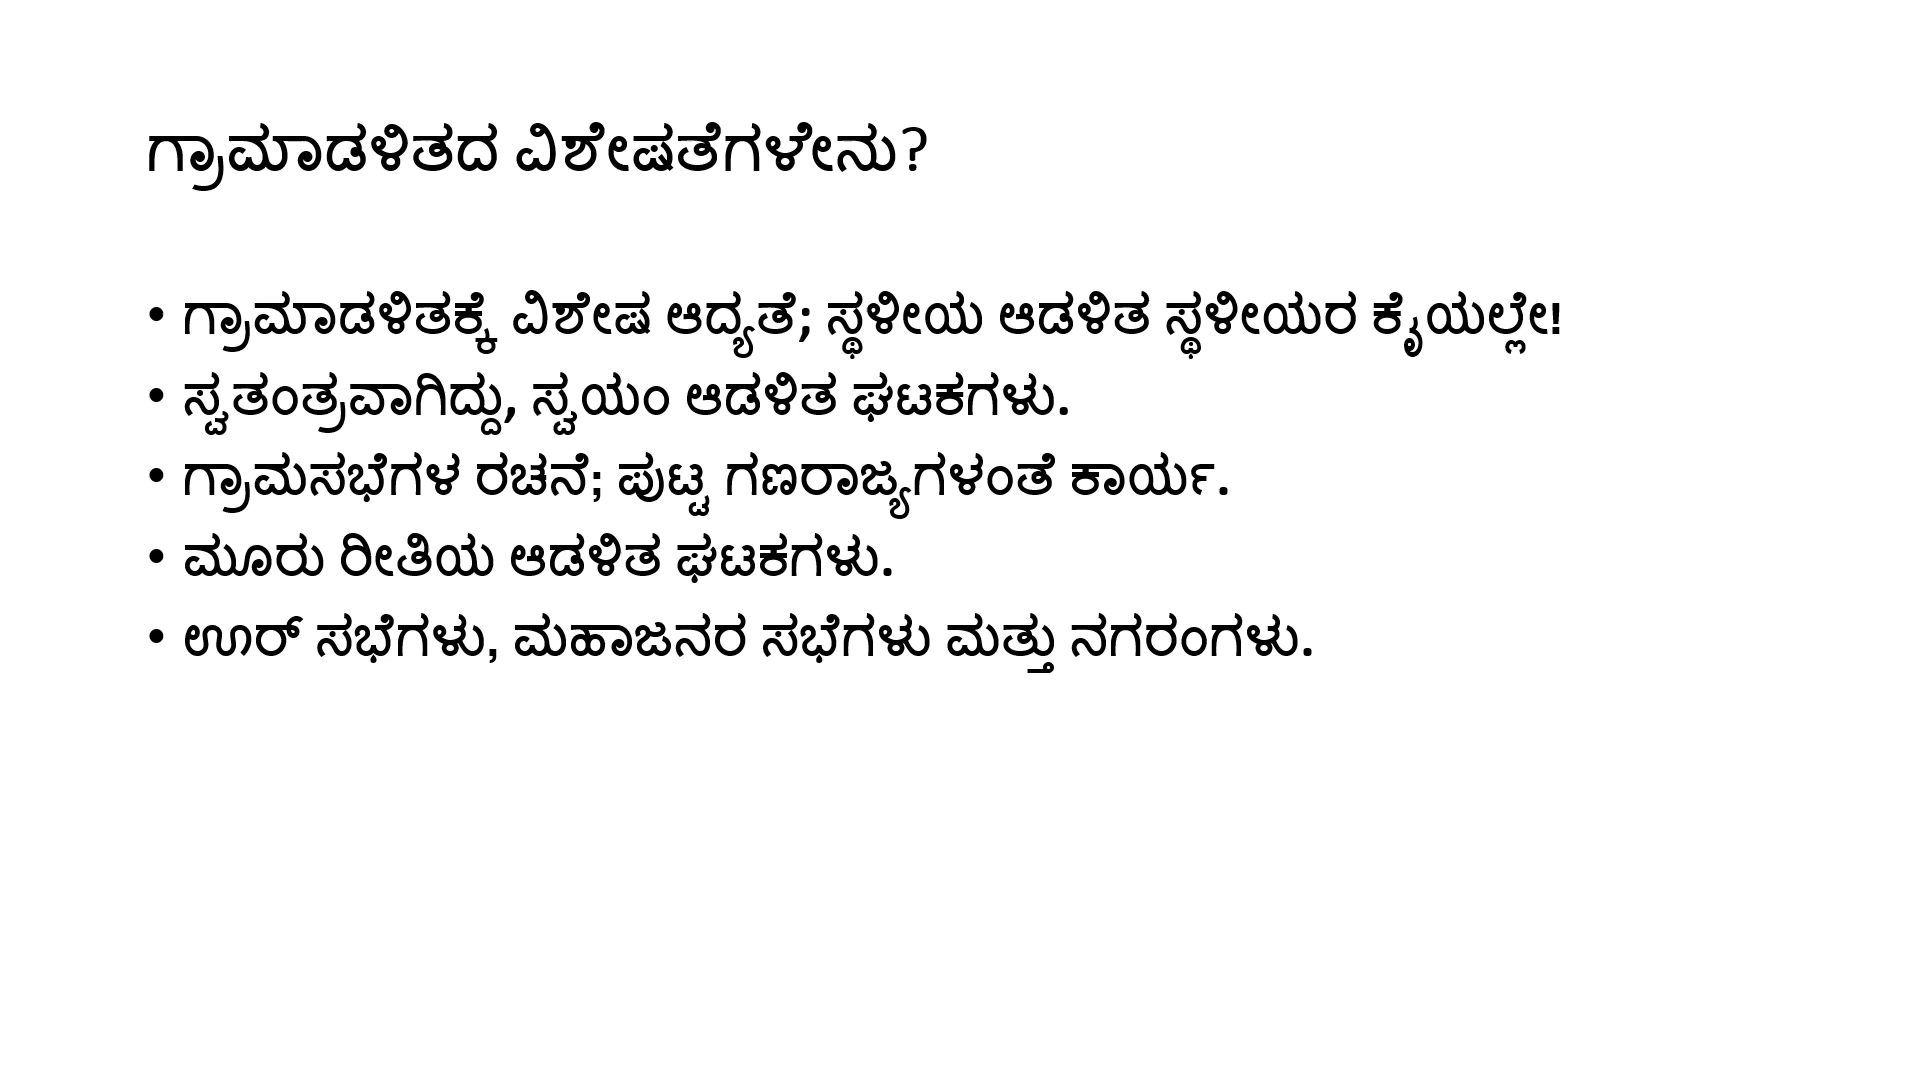 ಗ್ರಾಮಾಡಳಿತದ ವಿಶೇಷತೆಗಳೇನು?
• ಗ್ರಾಮಾಡಳಿತಕ್ಕೆ ವಿಶೇಷ ಆದ್ಯತೆ; ಸ್ಥಳೀಯ ಆಡಳಿತ ಸ್ಥಳೀಯರ ಕೈಯಲ್ಲೇ!
• ಸ್ವತಂತ್ರವಾಗಿದ್ದು, ಸ್ವಯಂ ಆಡಳಿತ ಘಟಕಗಳು.
• ಗ್ರಾಮಸಭೆಗಳ ರಚನೆ; ಪುಟ್ಟ ಗಣರಾಜ್ಯಗಳಂತೆ ಕಾರ್ಯ.
• ಮೂರು ರೀತಿಯ ಆಡಳಿತ ಘಟಕಗಳು.
• ಊರ್ ಸಭೆಗಳು, ಮಹಾಜನರ ಸಭೆಗಳು ಮತ್ತು ನಗರಂಗಳು.